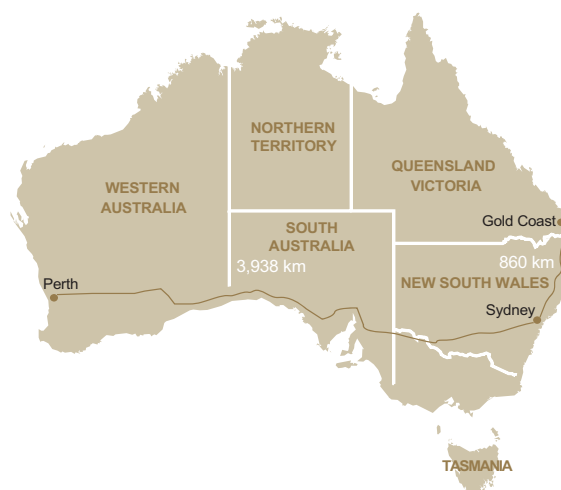 NORTHERN
TERRITORY
QUEENSLAND
VICTORIA
WESTERN
AUSTRALIA
Gold Coast
SOUTH
AUSTRALIA
3,938 km
860 km
Perth
NEW SOUTH WALES
Sydney
TASMANIA